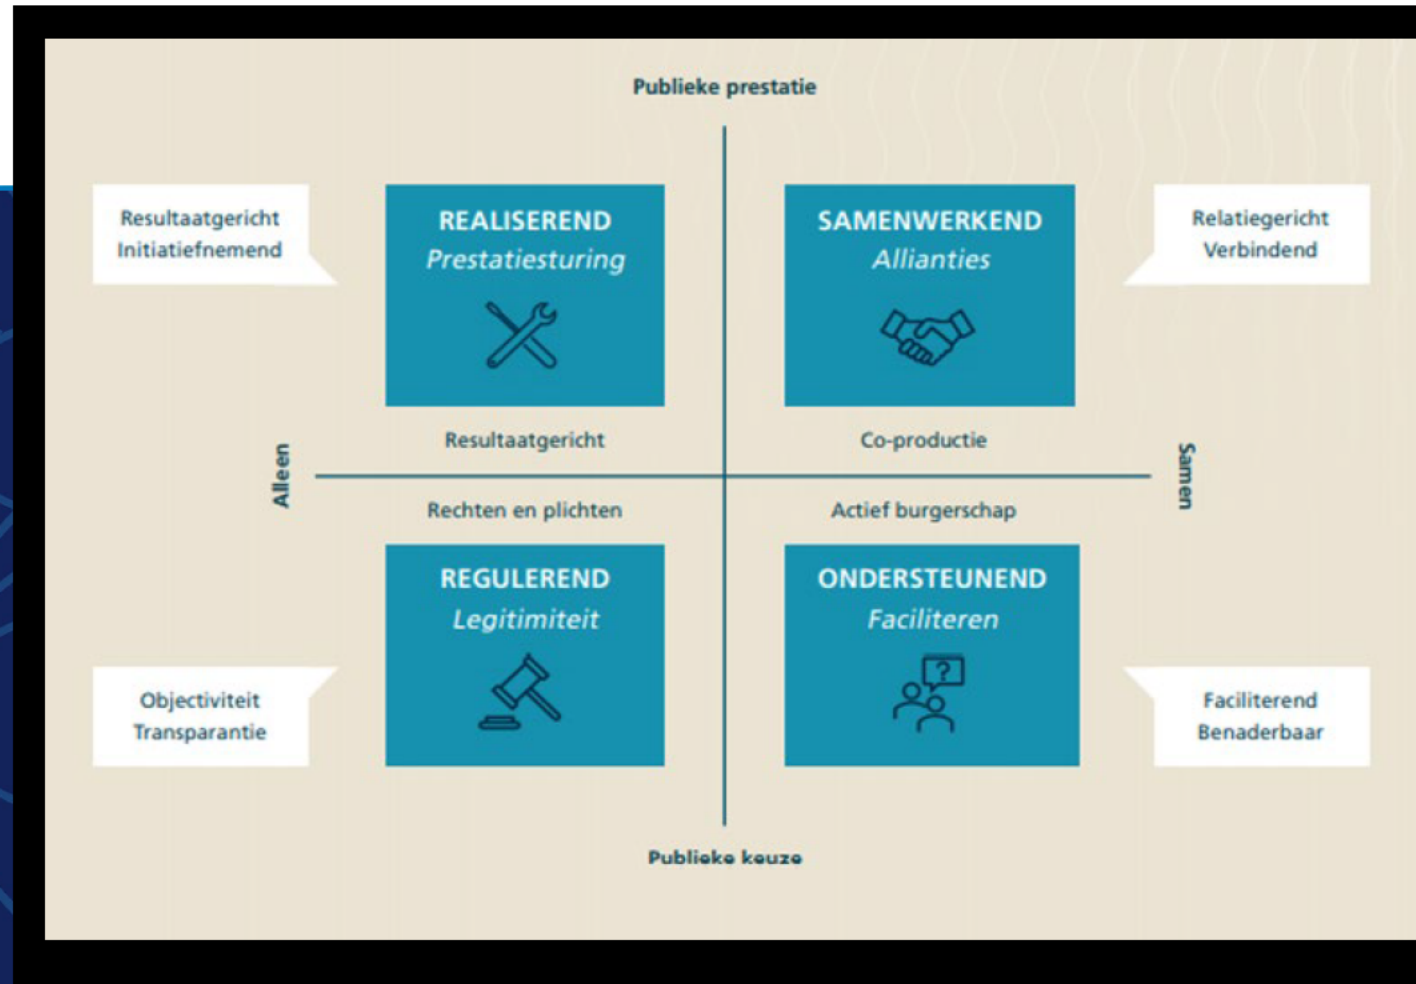 Publieke prestatie
Resultaatgericht
Initiatiefnemend
REALISEREND
Prestatiesturing
SAMENWERKEND
Allianties
Relatiegericht
Verbindend
Resultaatgericht
Co-productie
Alleen
Samen
Rechten en plichten
Actief burgerschap
REGULEREND
Legitimiteit
ONDERSTEUNEND
Faciliteren
?
Objectiviteit
Transparantie
Faciliterend
Benaderbaar
Publieke keuze